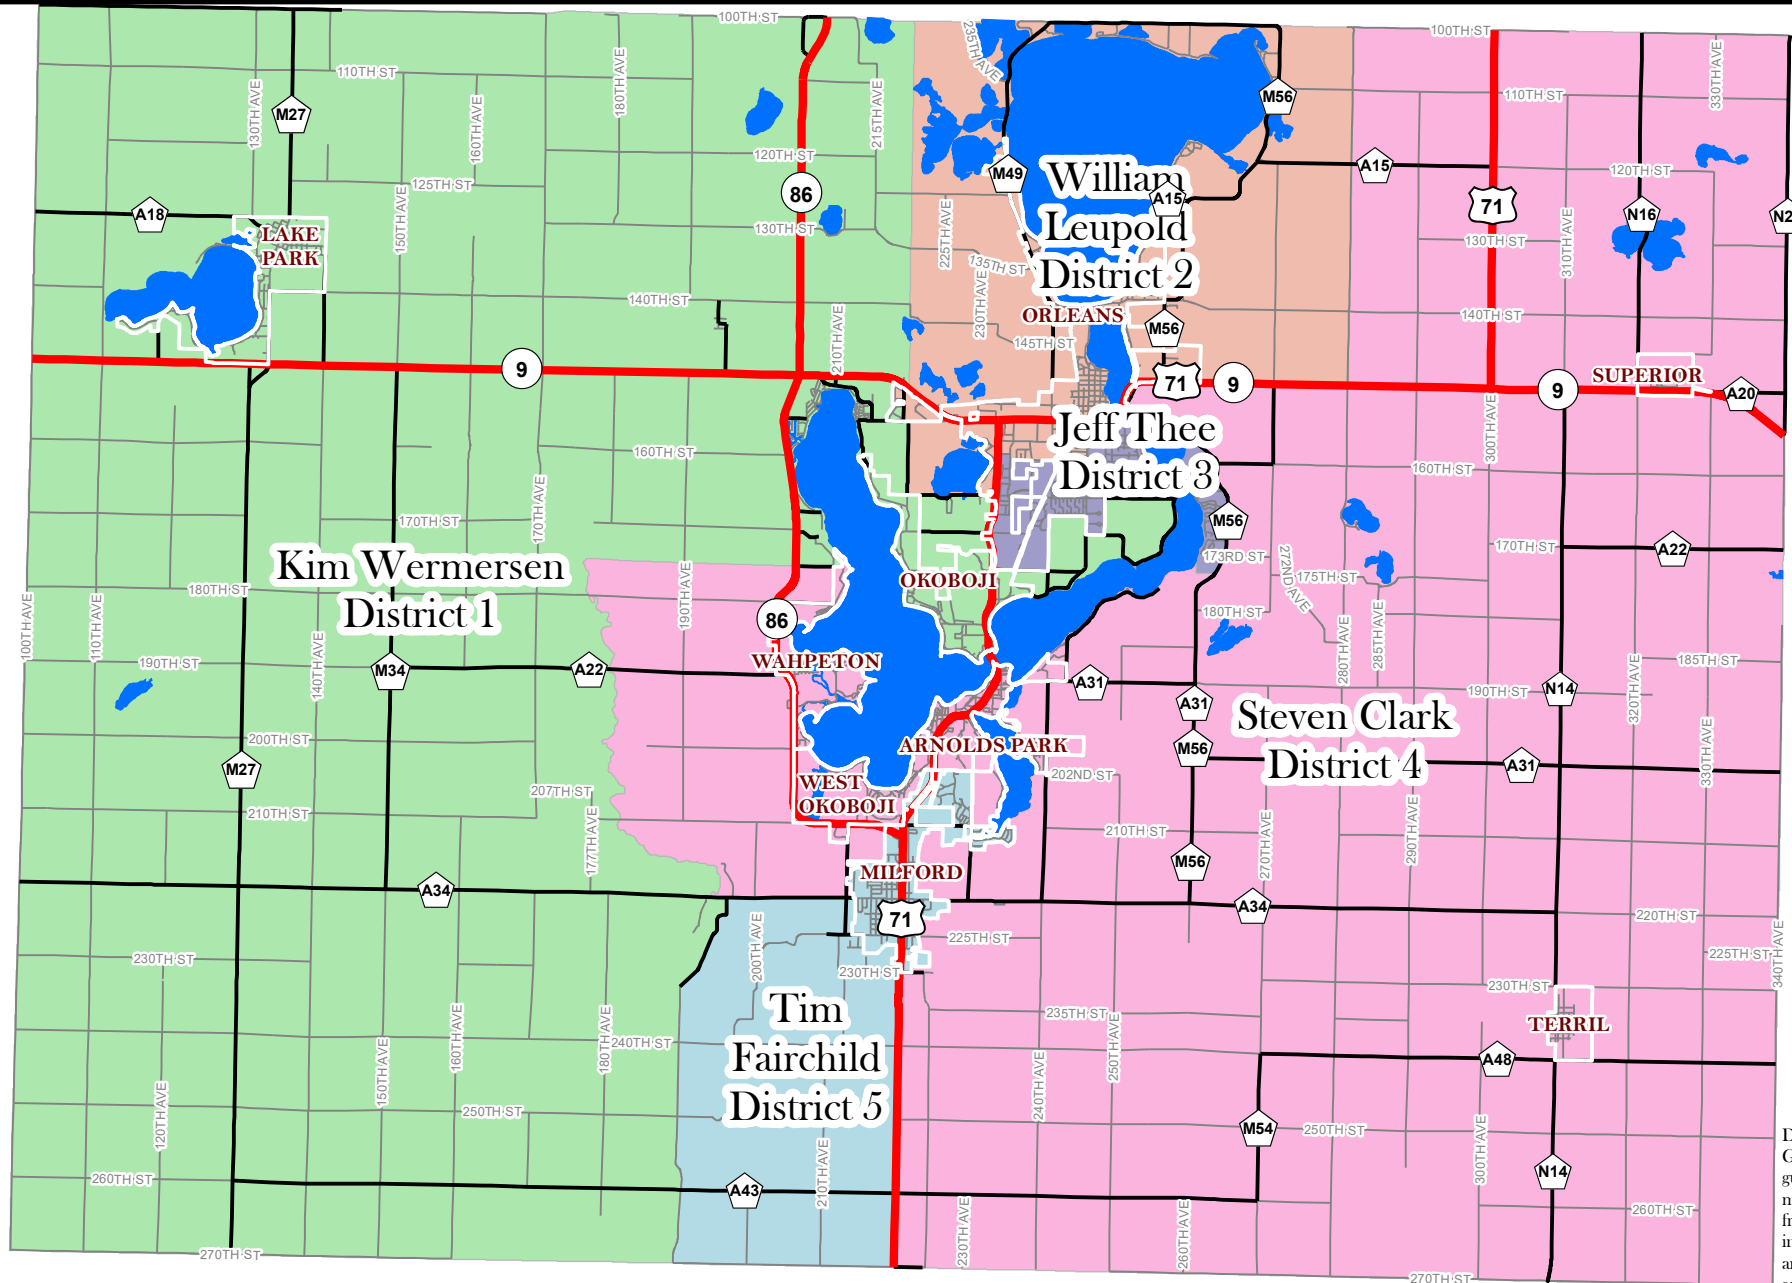 100TH ST
100TH ST
235TH AVE
110TH ST
130TH AVE
M27
160TH AVE
180TH AVE
215TH AVE
M56
110TH ST
330TH AVE
120TH ST
M49
A15
120TH ST
125TH ST
86
William
A15
71
A18
150TH AVE
130TH ST
225TH AVE
Leupold
130TH ST
310TH AVE
N16
N2
LAKE
PARK
135TH ST
District 2
140TH ST
230TH AVE
ORLEANS
M56
140TH ST
210TH AVE
145TH ST
9
71
9
9
SUPERIOR
A20
Jeff Thee
District 3
300TH AVE
160TH ST
160TH ST
170TH AVE
170TH ST
M56
170TH ST
A22
173RD ST
272ND AVE
175TH ST
Kim Wermersen
District 1
OKOBOJI
180TH ST
190TH AVE
100TH AVE
110TH AVE
86
180TH ST
280TH AVE
285TH AVE
140TH AVE
190TH ST
M34
A22
WAHPETON
A31
A31
190TH ST
N14
320TH AVE
185TH ST
Steven Clark
District 4
200TH ST
ARNOLDS PARK
M56
A31
330TH AVE
M27
207TH ST
WEST
OKOBOJI
202ND ST
210TH ST
177TH AVE
210TH ST
270TH AVE
290TH AVE
M56
MILFORD
A34
A34
71
220TH ST
225TH ST
225TH ST
340TH AVE
230TH ST
200TH AVE
230TH ST
230TH ST
Tim
Fairchild
District 5
235TH ST
TERRIL
150TH AVE
160TH AVE
180TH AVE
240TH ST
250TH AVE
240TH AVE
A48
120TH AVE
250TH ST
M54
250TH ST
300TH AVE
210TH AVE
260TH ST
A43
N14
260TH ST
230TH AVE
260TH AVE
270TH ST
270TH ST